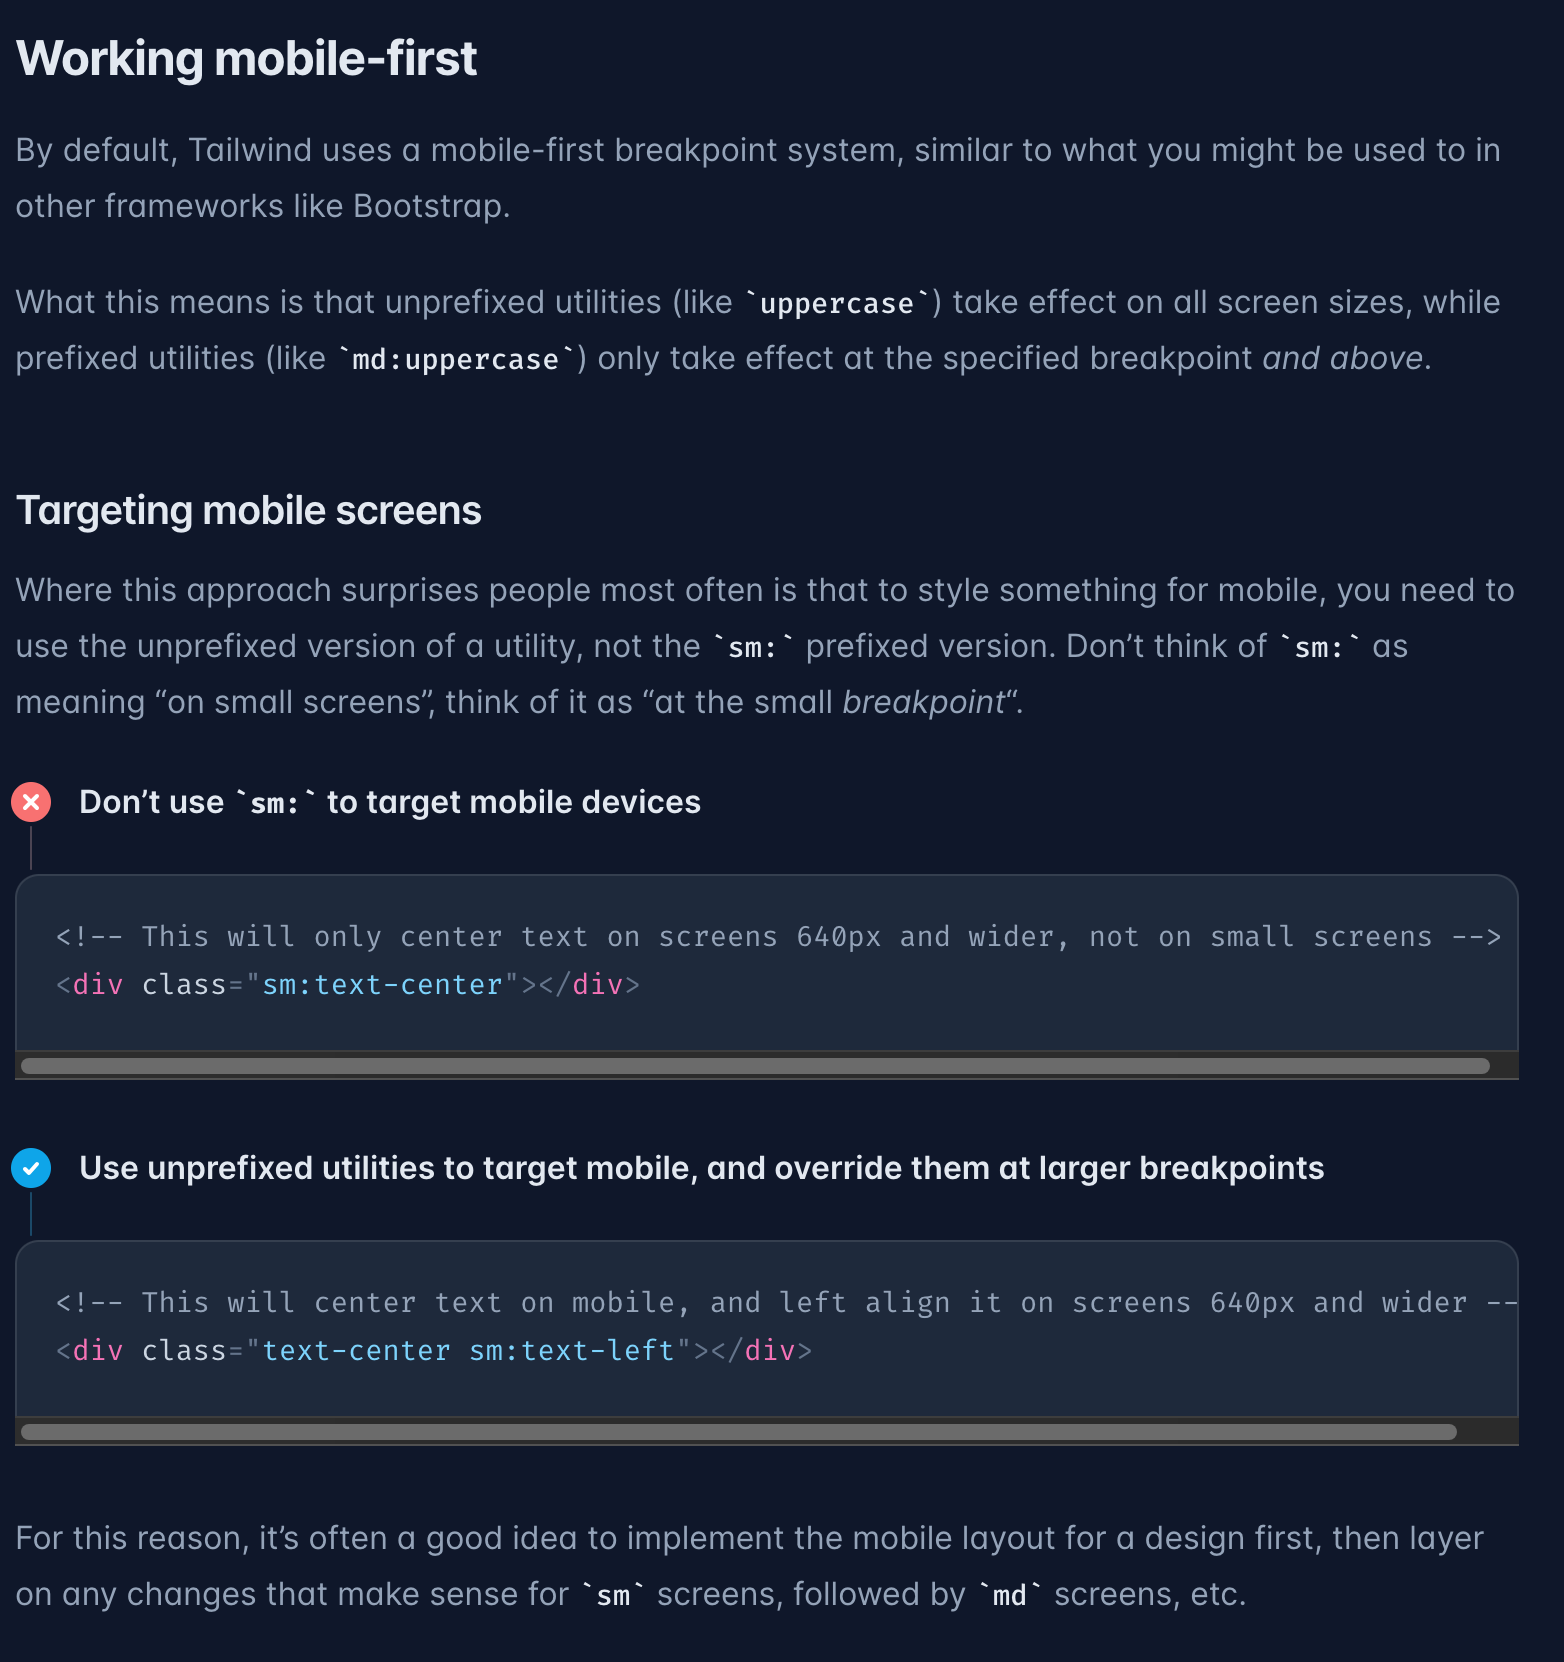 Working mobile-first
By default, Tailwind uses a mobile-first breakpoint system, similar to what you might be used to in
other frameworks like Bootstrap.
What this means is that unprefixed utilities (like `uppercase`) take effect on all screen sizes, while
prefixed utilities (like `md:uppercase`) only take effect at the specified breakpoint and above.
Targeting mobile screens
Where this approach surprises people most often is that to style something for mobile, you need to
use the unprefixed version of a utility, not the `sm:` prefixed version. Don’t think of `sm:` as
meaning “on small screens”, think of it as “at the small breakpoint“.
Don’t use `sm:` to target mobile devices
<!-- This will only center text on screens 640px and wider, not on small screens -->
<div class="sm:text-center"></div>
Use unprefixed utilities to target mobile, and override them at larger breakpoints
<!-- This will center text on mobile, and left align it on screens 640px and wider --
<div class="text-center sm:text-left"></div>
For this reason, it’s often a good idea to implement the mobile layout for a design first, then layer
on any changes that make sense for `sm` screens, followed by `md` screens, etc.